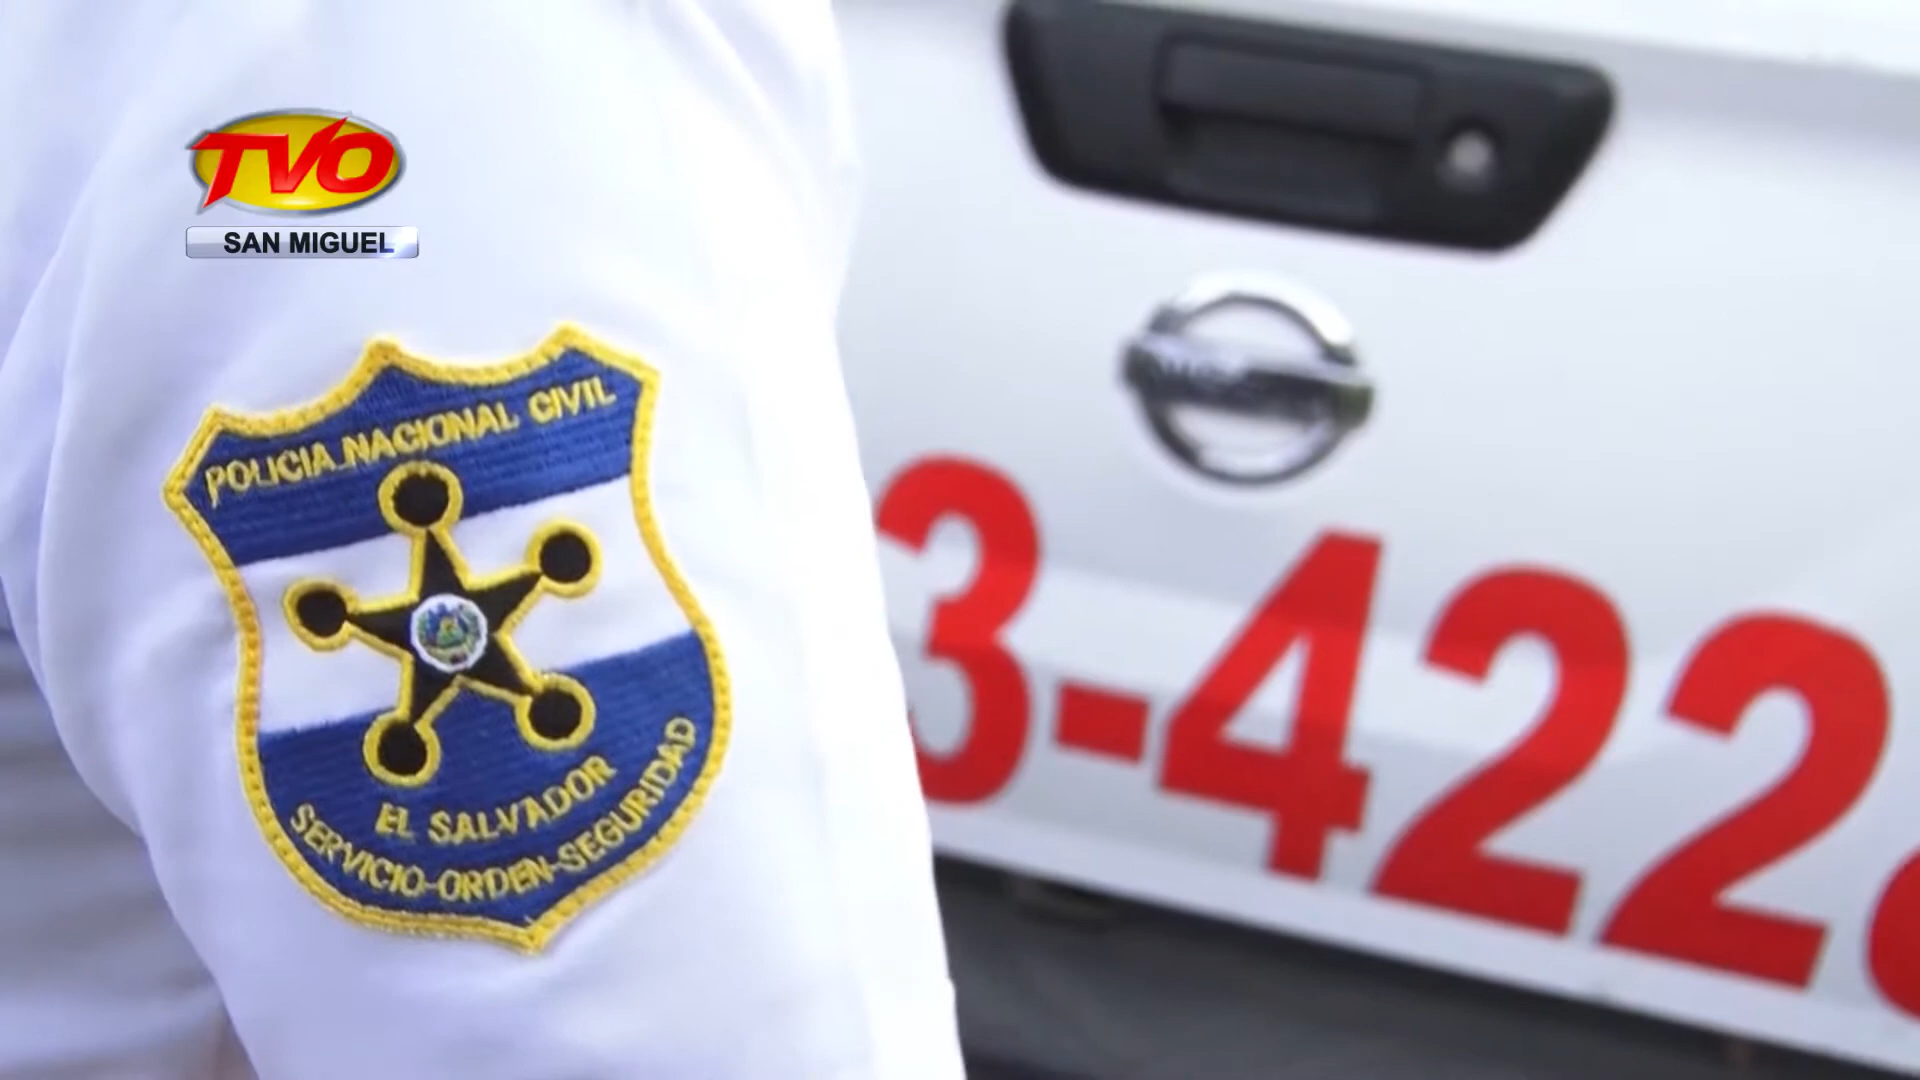 TVO
SAN MIGUEL
POLICIA NACIONAL CIVIL
EL SALVADOR
SERVICIO-ORDEN-SEGURIDAD
3-422